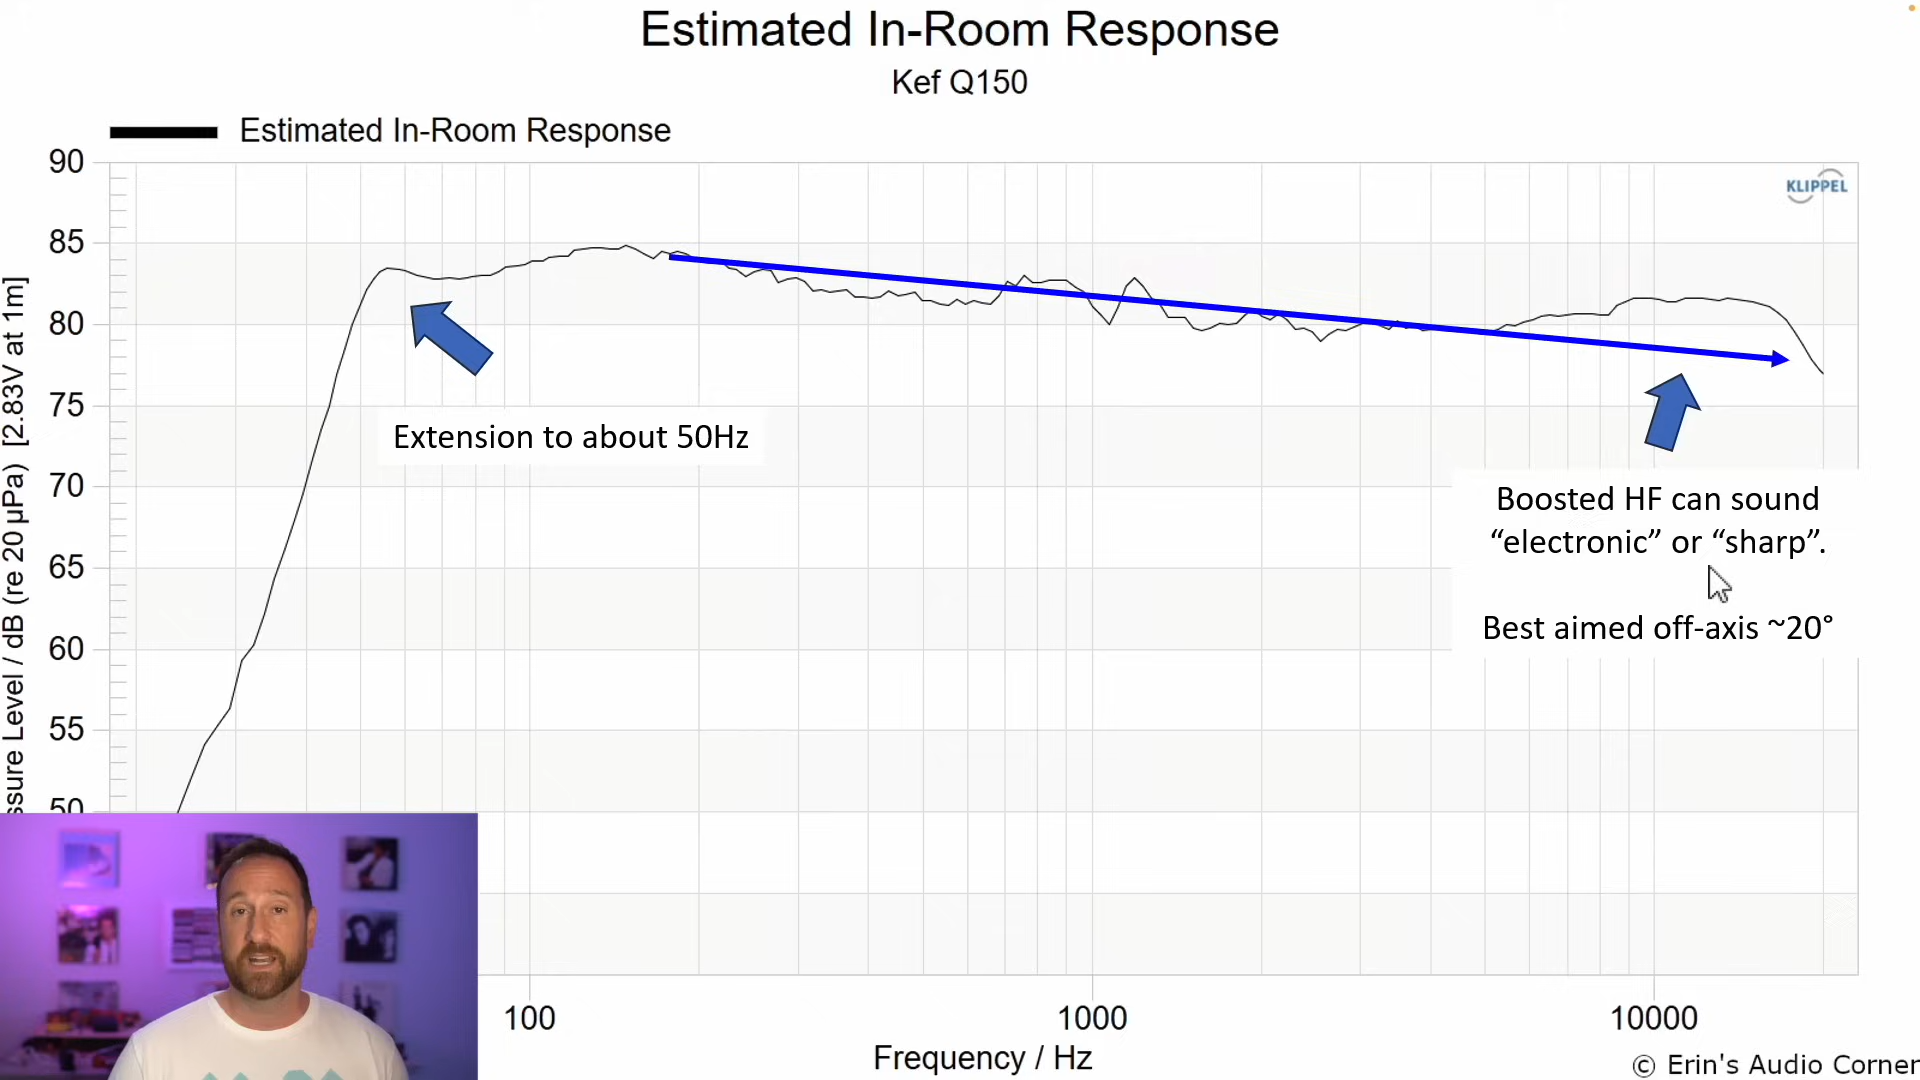 Estimated In-Room Response
Kef Q150
Estimated In-Room Response
90
KLIPPEL
85
80
75
70
65
60
55
50
ssure Level / dB (re 20 µPa) [2.83V at 1m]
Extension to about 50Hz
Boosted HF can sound
“electronic” or “sharp”.
Best aimed off-axis ~20°
100
1000
10000
Frequency / Hz
© Erin's Audio Corner